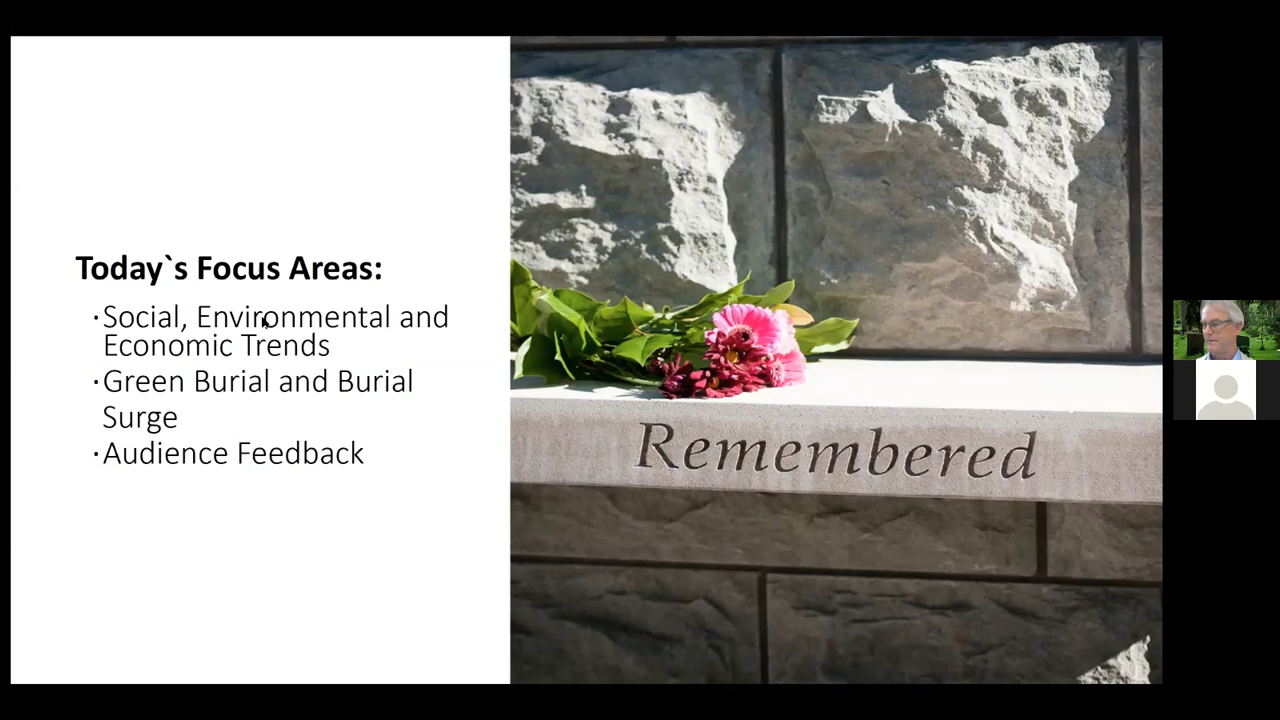 Today`s Focus Areas:
·Social, Environmental and
Economic Trends
·Green Burial and Burial
Surge
·Audience Feedback
Remembered